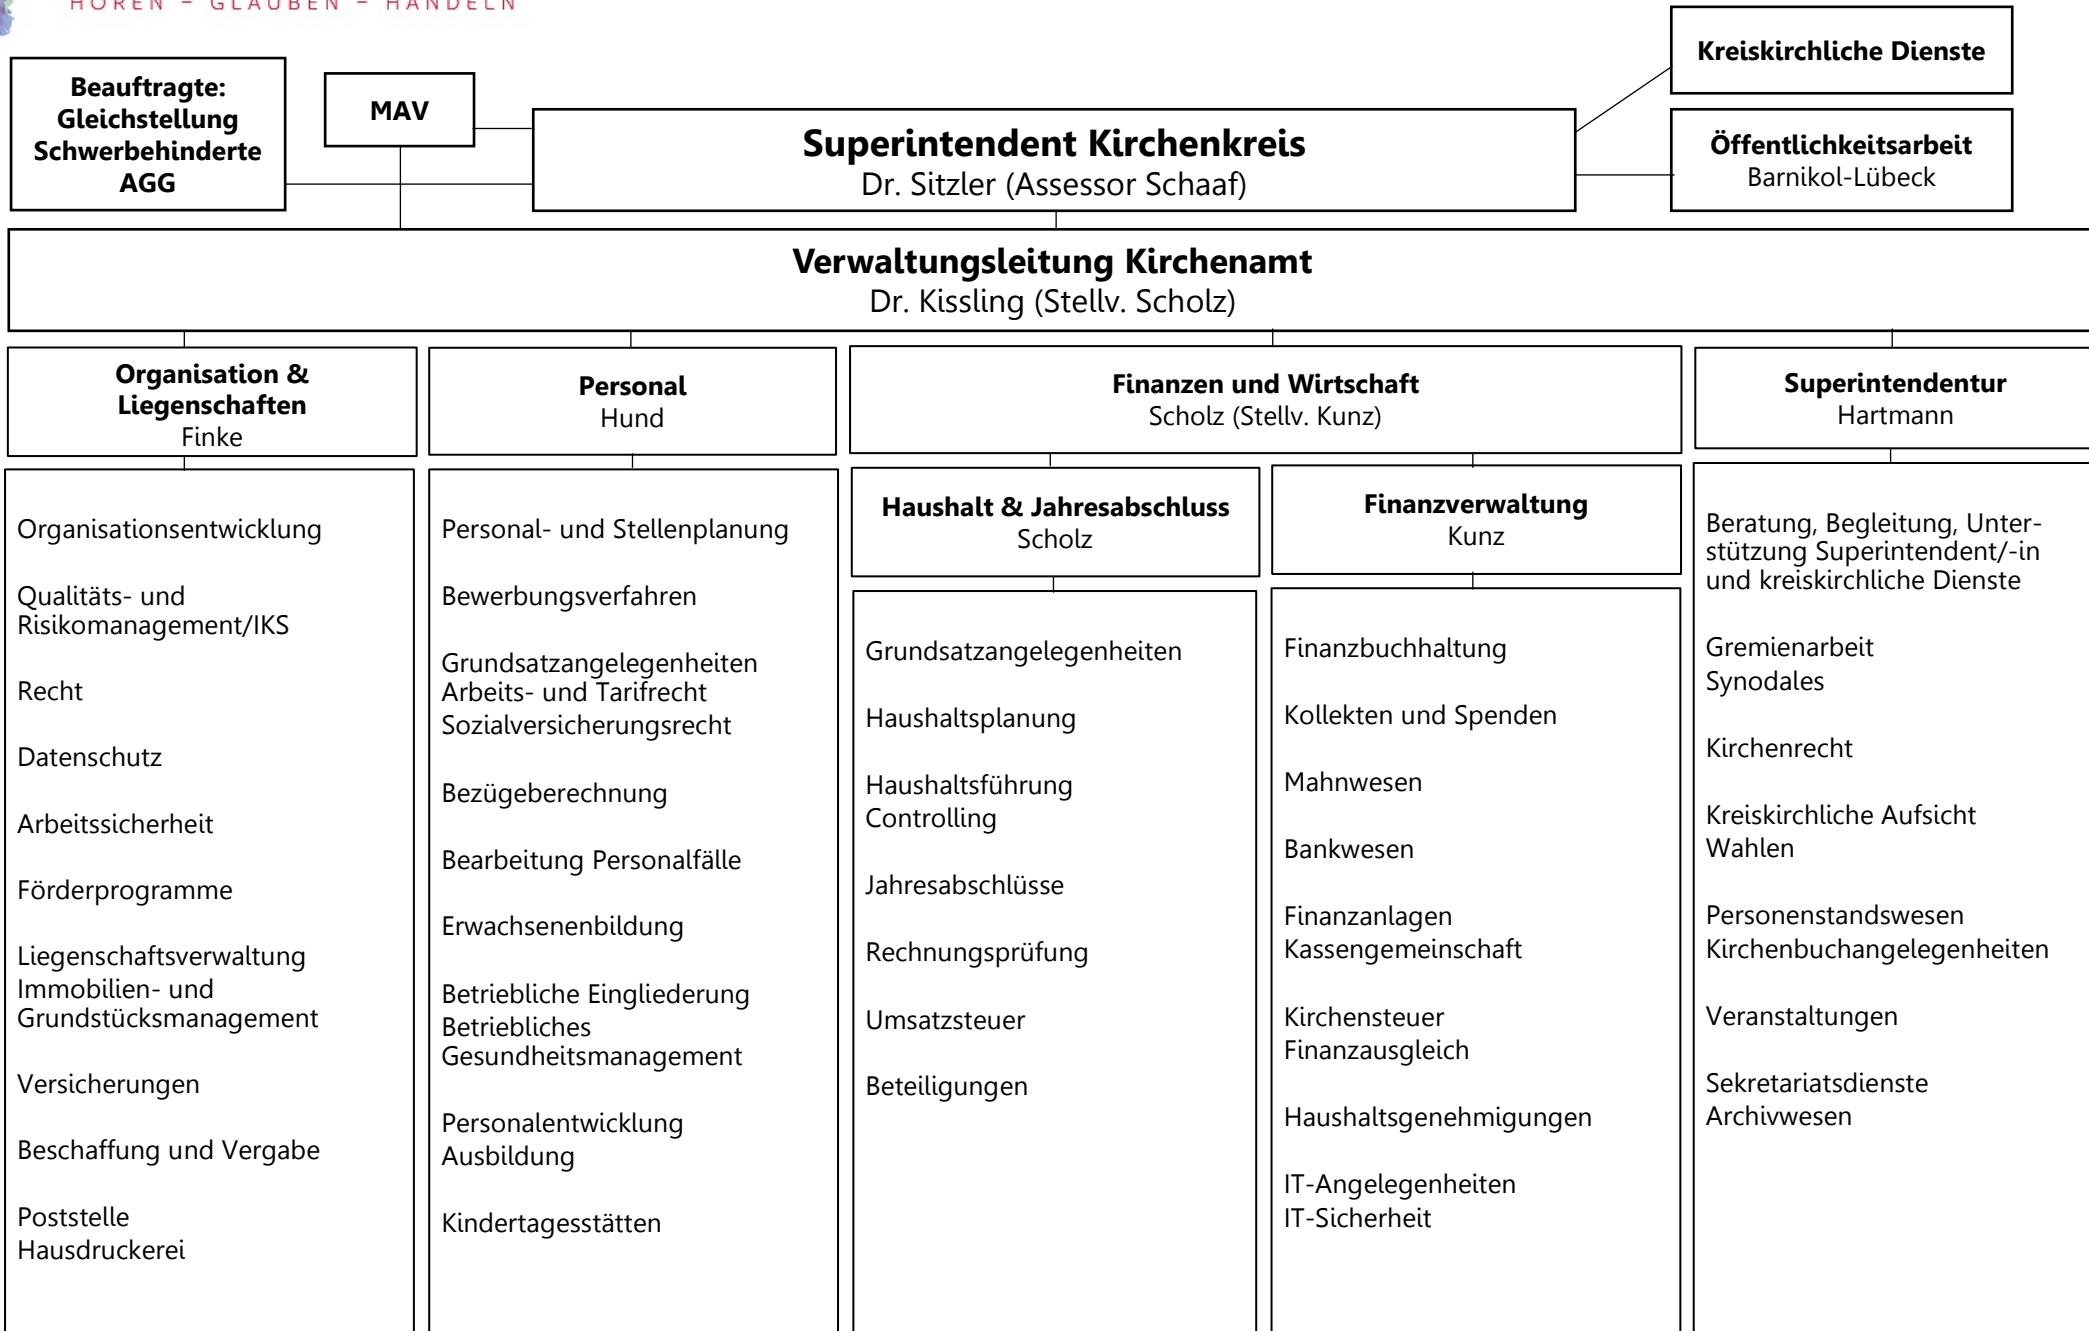 HÖREN – GLAUBEN – HANDELN
Beauftragte:
Gleichstellung
Schwerbehinderte
AGG
MAV
Superintendent Kirchenkreis
Dr. Sitzler (Assessor Schaaf)
Kreiskirchliche Dienste
Öffentlichkeitsarbeit
Barnikol-Lübeck
Verwaltungsleitung Kirchenamt
Dr. Kissling (Stellv. Scholz)
Organisation &
Liegenschaften
Finke
Organisationsentwicklung
Qualitäts- und
Risikomanagement/IKS
Recht
Datenschutz
Arbeitssicherheit
Förderprogramme
Liegenschaftsverwaltung
Immobilien- und
Grundstücksmanagement
Versicherungen
Beschaffung und Vergabe
Poststelle
Hausdruckerei
Personal
Hund
Personal- und Stellenplanung
Bewerbungsverfahren
Grundsatzangelegenheiten
Arbeits- und Tarifrecht
Sozialversicherungsrecht
Bezügeberechnung
Bearbeitung Personalfälle
Erwachsenenbildung
Betriebliche Eingliederung
Betriebliches
Gesundheitsmanagement
Personalentwicklung
Ausbildung
Kindertagesstätten
Finanzen und Wirtschaft
Scholz (Stellv. Kunz)
Haushalt & Jahresabschluss
Scholz
Grundsatzangelegenheiten
Haushaltsplanung
Haushaltsführung
Controlling
Jahresabschlüsse
Rechnungsprüfung
Umsatzsteuer
Beteiligungen
Finanzverwaltung
Kunz
Finanzbuchhaltung
Kollekten und Spenden
Mahnwesen
Bankwesen
Finanzanlagen
Kassengemeinschaft
Kirchensteuer
Finanzausgleich
Haushaltsgenehmigungen
IT-Angelegenheiten
IT-Sicherheit
Superintendentur
Hartmann
Beratung, Begleitung, Unter-
stützung Superintendent/-in
und kreiskirchliche Dienste
Gremienarbeit
Synodales
Kirchenrecht
Kreiskirchliche Aufsicht
Wahlen
Personenstandswesen
Kirchenbuchangelegenheiten
Veranstaltungen
Sekretariatsdienste
Archivwesen